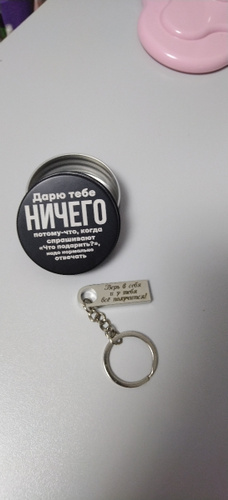 Дарю тебе
НИЧЕГО
потому-что, когда
спрашивают
«Что подарить?»,
надо нормально
отвечать
Верь в себя
и у тебя
всё получится!